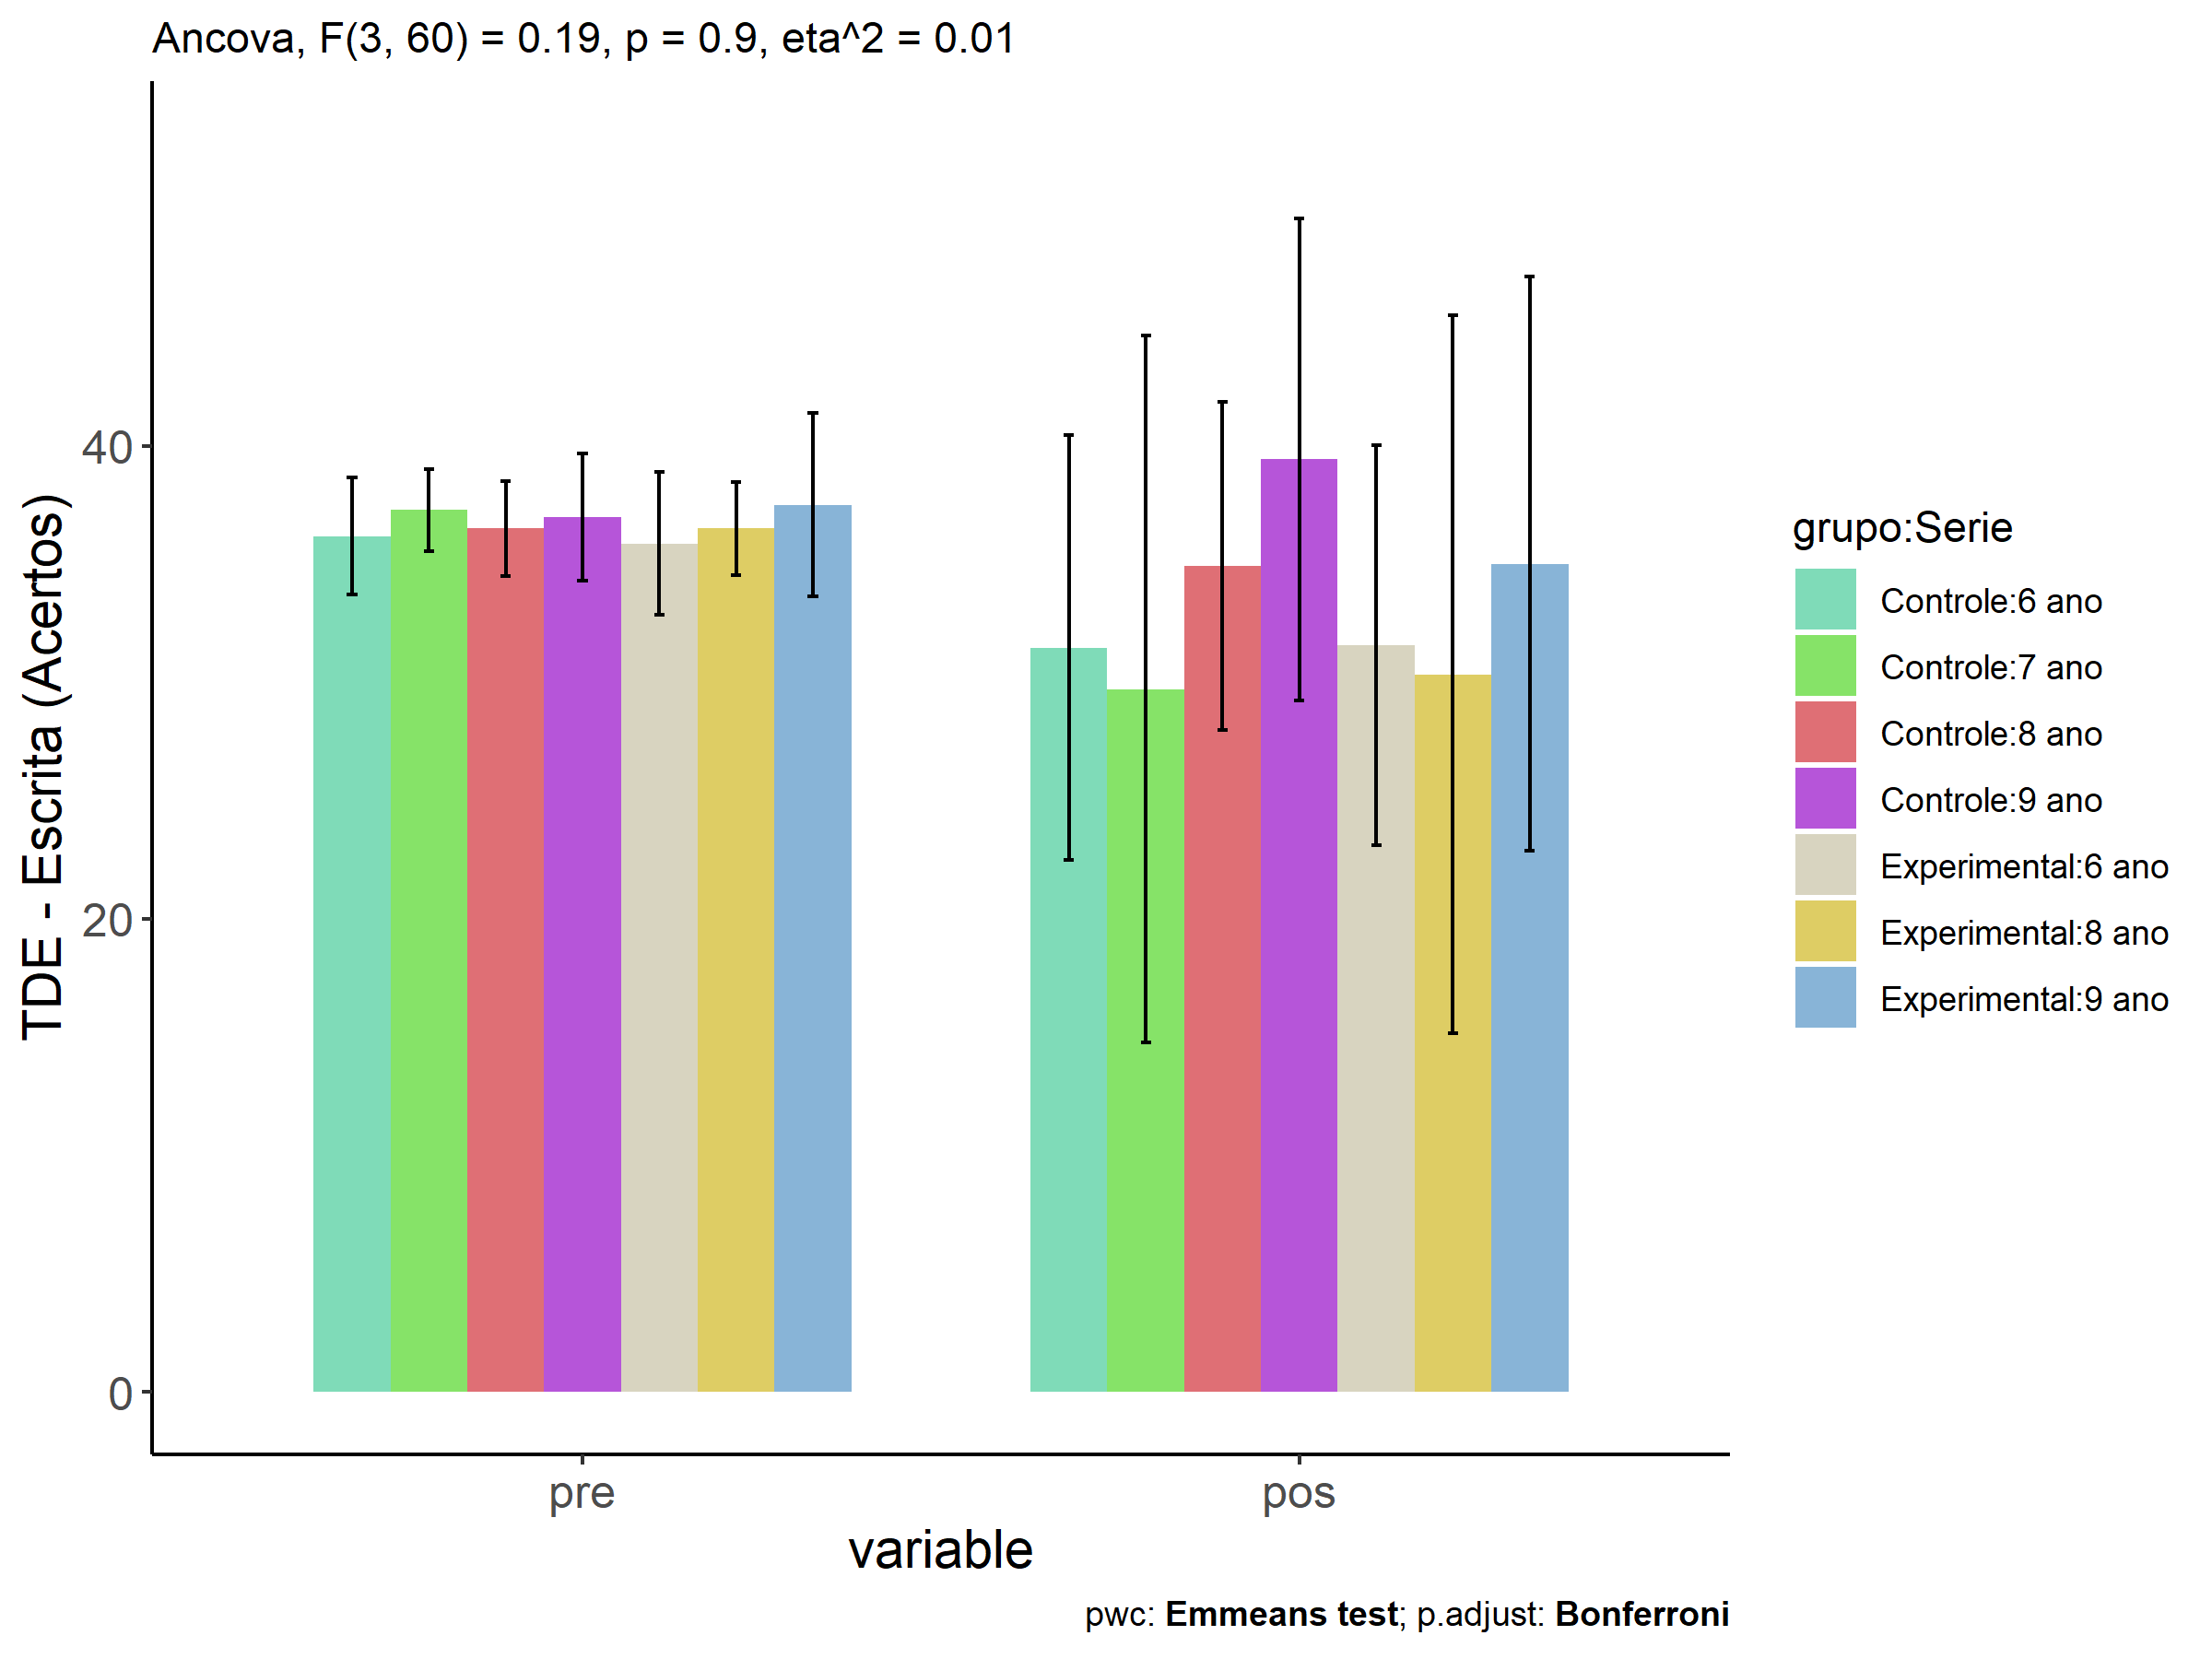 Ancova, F(3, 60) = 0.19, p = 0.9, eta^2 = 0.01
TDE - Escrita (Acertos)
40
20
0
pre
pos
variable
grupo:Serie
Controle:6 ano
Controle:7 ano
Controle:8 ano
Controle:9 ano
Experimental:6 ano
Experimental:8 ano
Experimental:9 ano
pwc: Emmeans test; p.adjust: Bonferroni